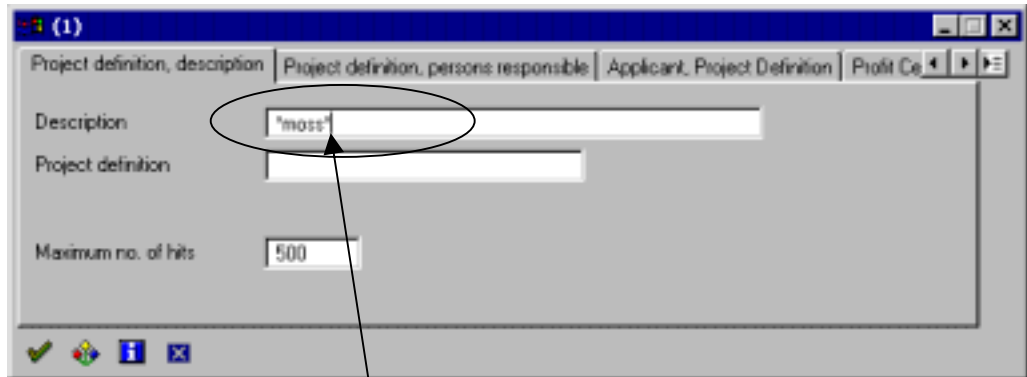 (1)
Project definition, description Project definition, persons responsible Applicant, Project Definition Profit Ce
Description *moss*
Project definition
Maximum no. of hits 500